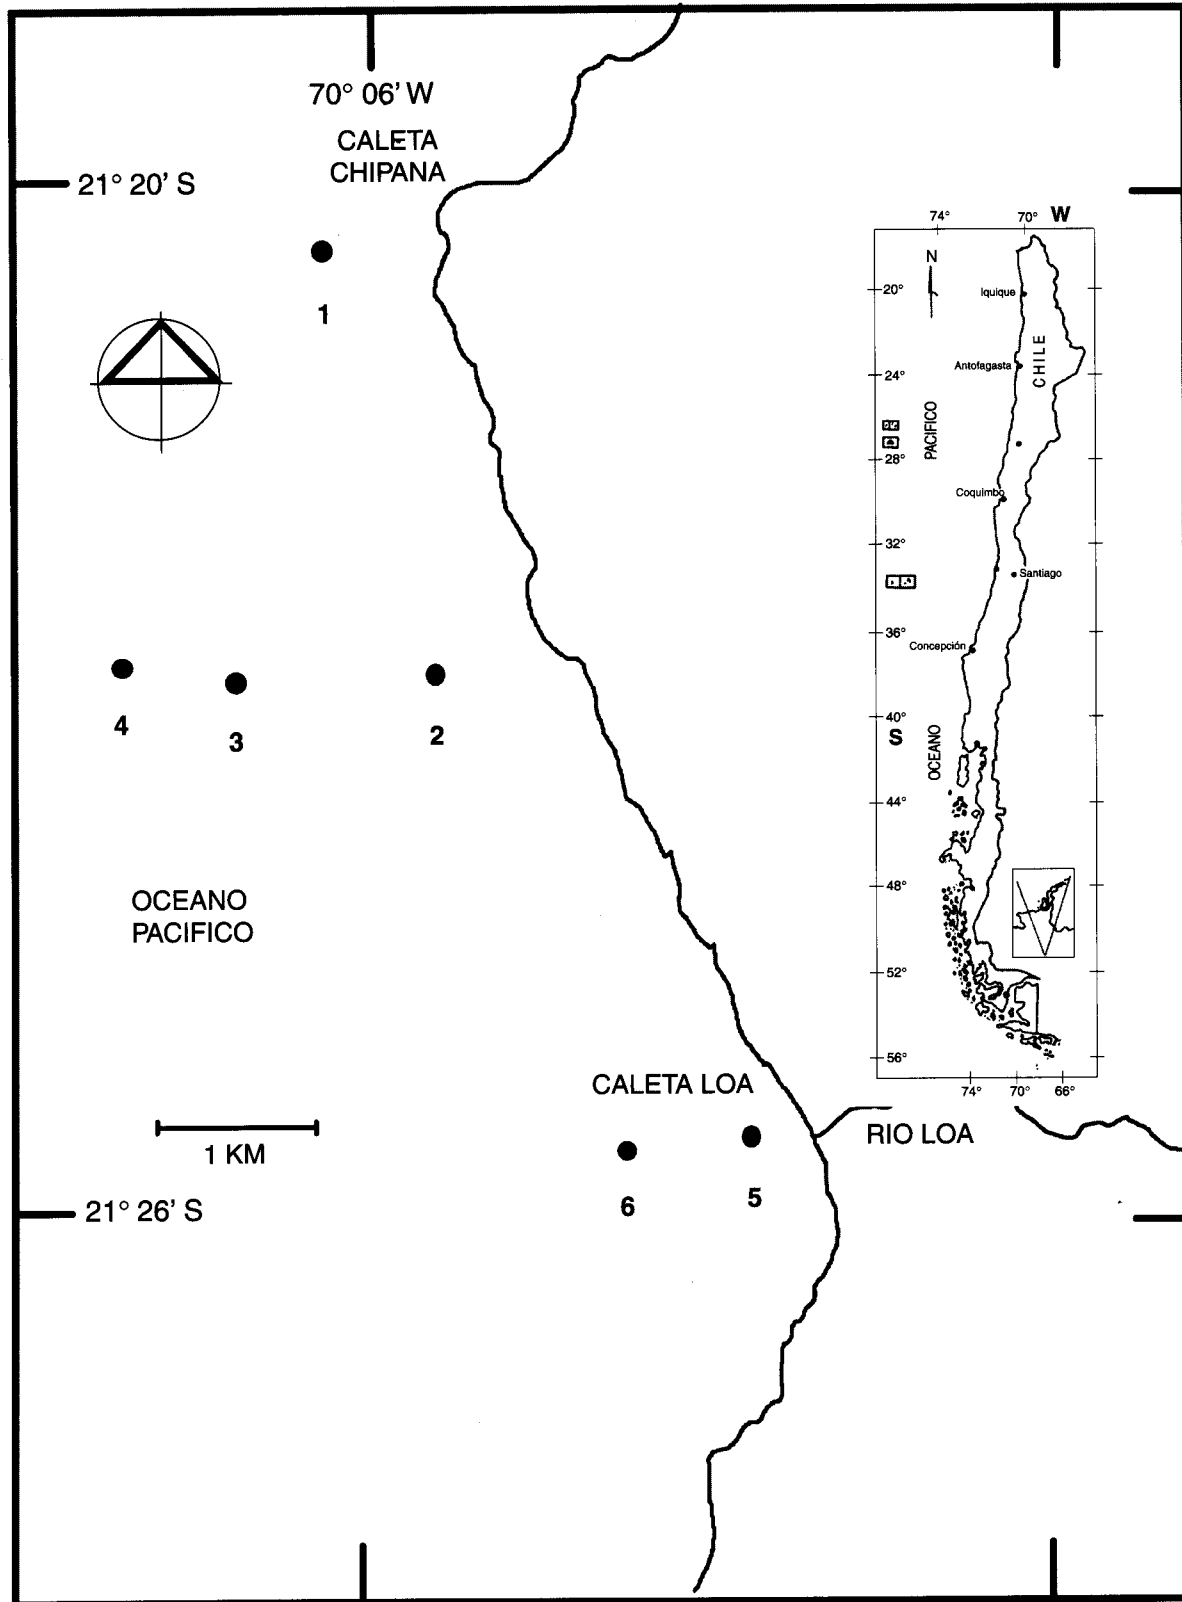 70° 06' W
CALETA
CHIPANA
21° 20' S
1
4
3
2
OCEANO
PACIFICO
CALETA LOA
1 KM
RIO LOA
6
5
21° 26' S
74°
70°
W
N
20°
Iquique
CHILE
Antofagasta
24°
PACIFICO
28°
Coquimbo
32°
Santiago
36°
Concepción
40°
S
OCEANO
44°
48°
52°
56°
74°
70°
66°